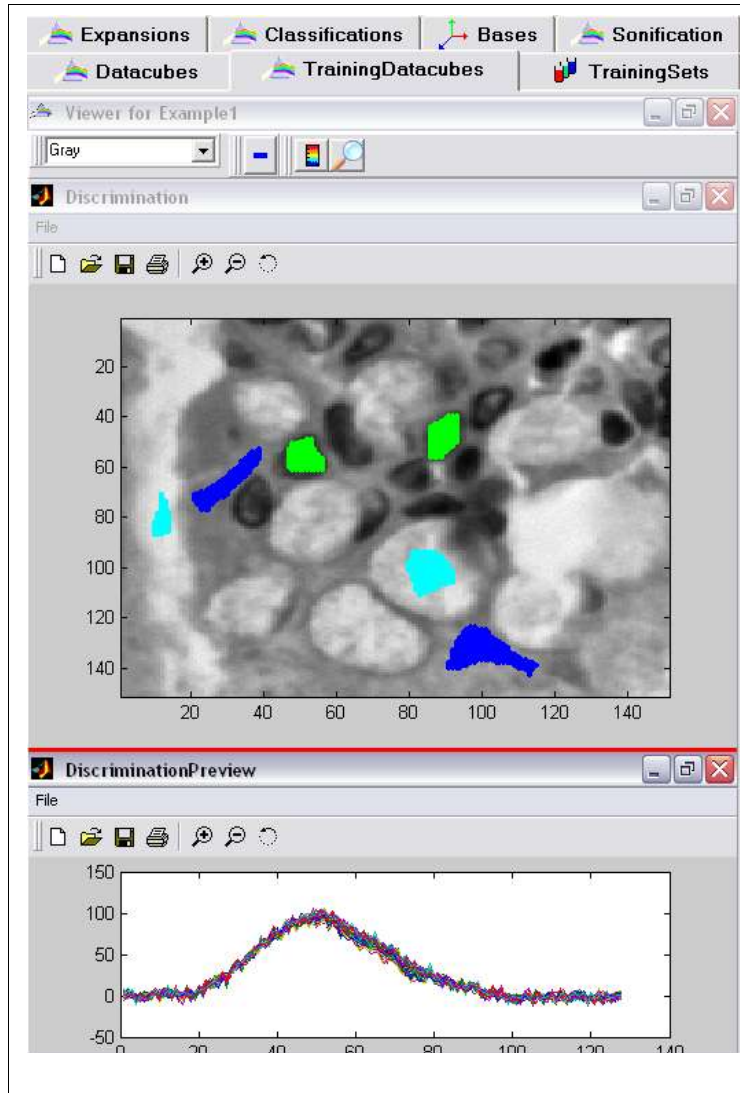 Expansions Classifications Bases Sonification
Datacubes TrainingDatacubes TrainingSets
Viewer for Example1
Gray
Discrimination
File
20
40
60
80
100
120
140
20 40 60 80 100 120 140
DiscriminationPreview
File
150
100
50
0
-50
0 20 40 60 80 100 120 140